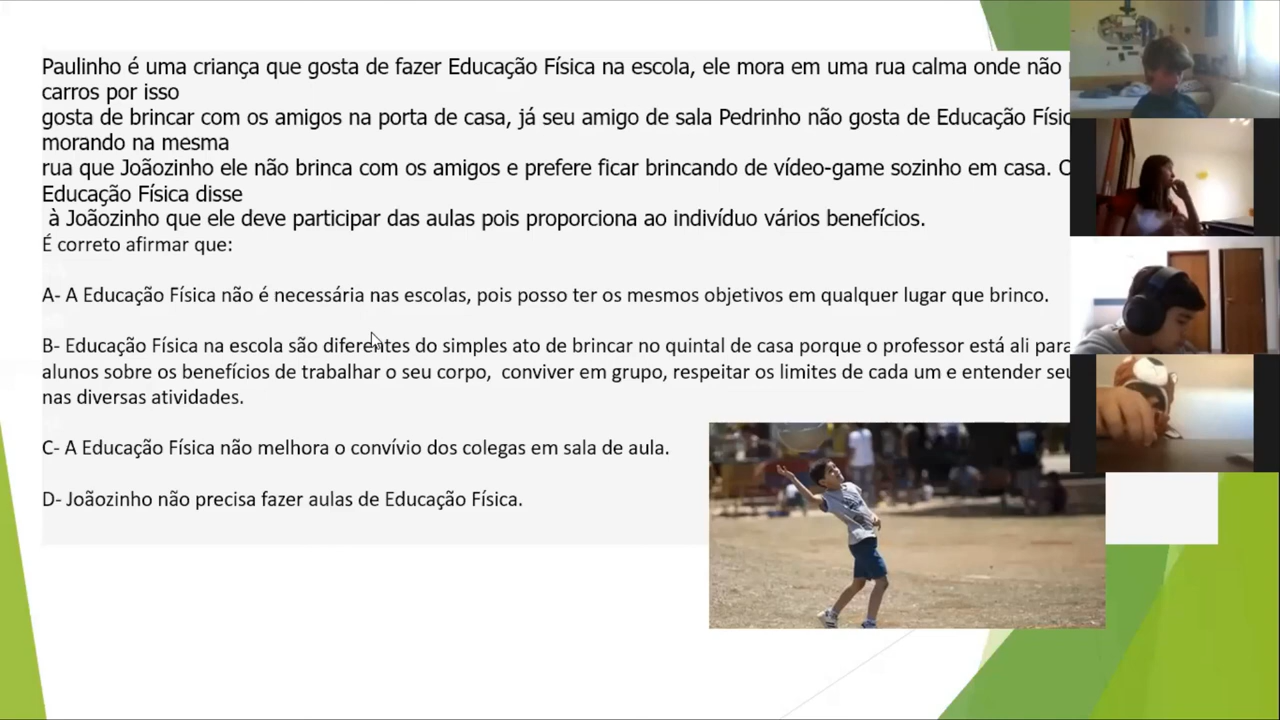 Paulinho é uma criança que gosta de fazer Educação Física na escola, ele mora em uma rua calma onde não
carros por isso
gosta de brincar com os amigos na porta de casa, já seu amigo de sala Pedrinho não gosta de Educação
morando na mesma
rua que Joãozinho ele não brinca com os amigos e prefere ficar brincando de vídeo-game sozinho em casa.
Educação Física disse
à Joãozinho que ele deve participar das aulas pois proporciona ao indivíduo vários benefícios.
É correto afirmar que:
A- A Educação Física não é necessária nas escolas, pois posso ter os mesmos objetivos em qualquer lugar que brinco.
B- Educação Física na escola são diferentes do simples ato de brincar no quintal de casa porque o professor está ali para
alunos sobre os benefícios de trabalhar o seu corpo, conviver em grupo, respeitar os limites de cada um e entender
nas diversas atividades.
C- A Educação Física não melhora o convívio dos colegas em sala de aula.
D- Joãozinho não precisa fazer aulas de Educação Física.